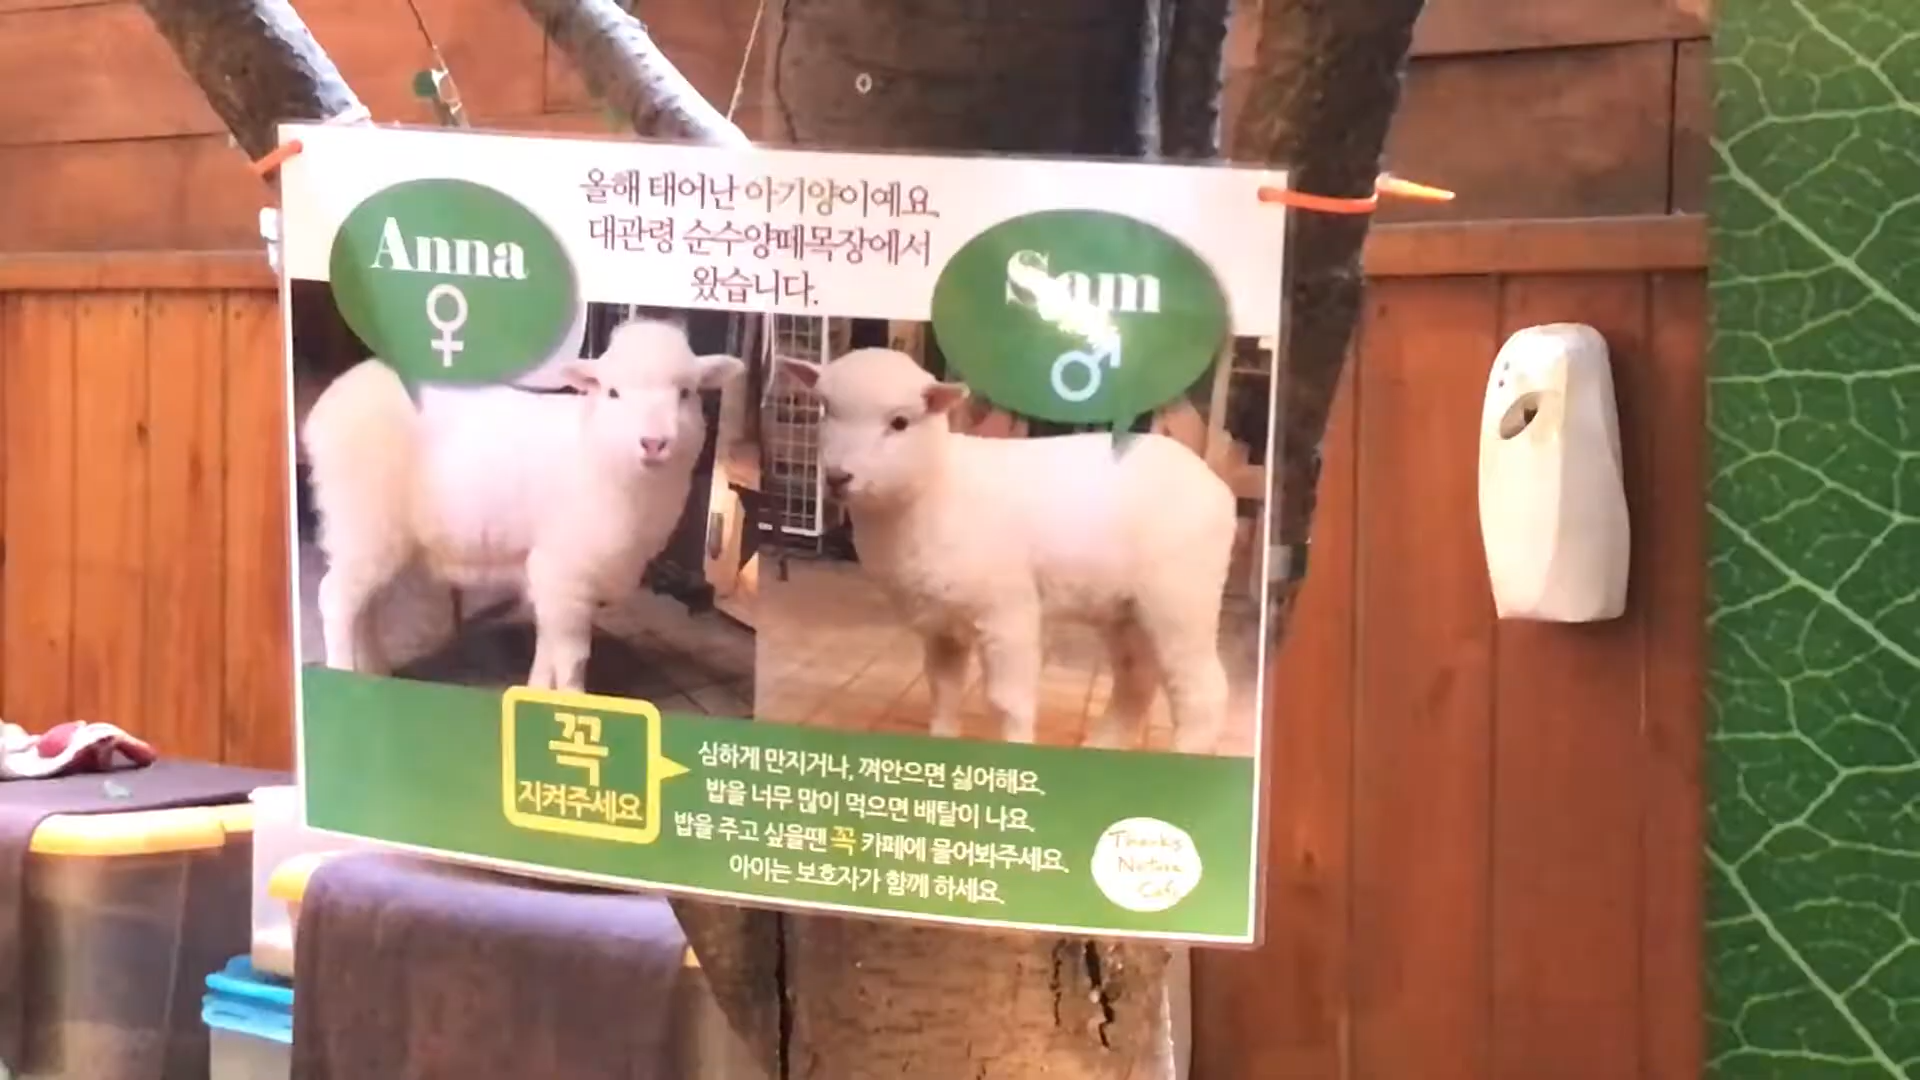 올해 태어난 아기양이예요.
대관령 순수양떼목장에서
왔습니다.
Anna
♀
Sam
♂
꼭
지켜주세요
심하게 만지거나, 껴안으면 싫어해요.
밥을 너무 많이 먹으면 배탈이 나요.
밥을 주고 싶을땐 꼭 카페에 물어봐주세요.
아이는 보호자가 함께 하세요.
Thanks
Nature
Cafe